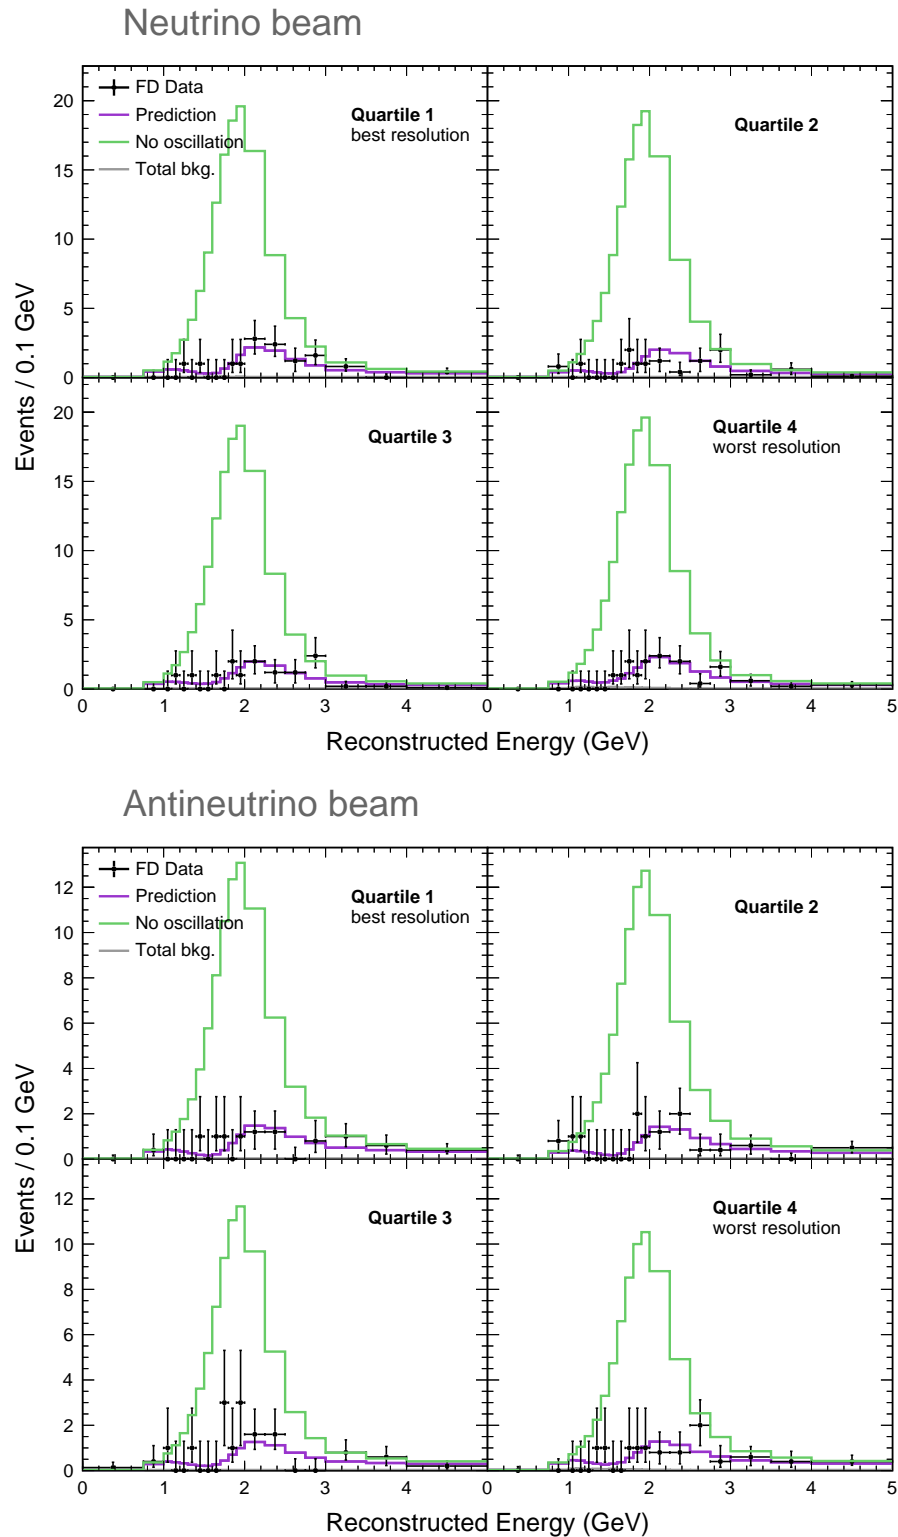 Neutrino beam
FD Data
Prediction
No oscillation
Total bkg.
Quartile 1
best resolution
Quartile 2
20
15
10
5
0
Quartile 3
Quartile 4
worst resolution
20
15
10
5
0
0 1 2 3 4 0 1 2 3 4 5
Events / 0.1 GeV
Reconstructed Energy (GeV)
Antineutrino beam
FD Data
Prediction
No oscillation
Total bkg.
Quartile 1
best resolution
Quartile 2
12
10
8
6
4
2
0
Quartile 3
Quartile 4
worst resolution
12
10
8
6
4
2
0
0 1 2 3 4 0 1 2 3 4 5
Events / 0.1 GeV
Reconstructed Energy (GeV)